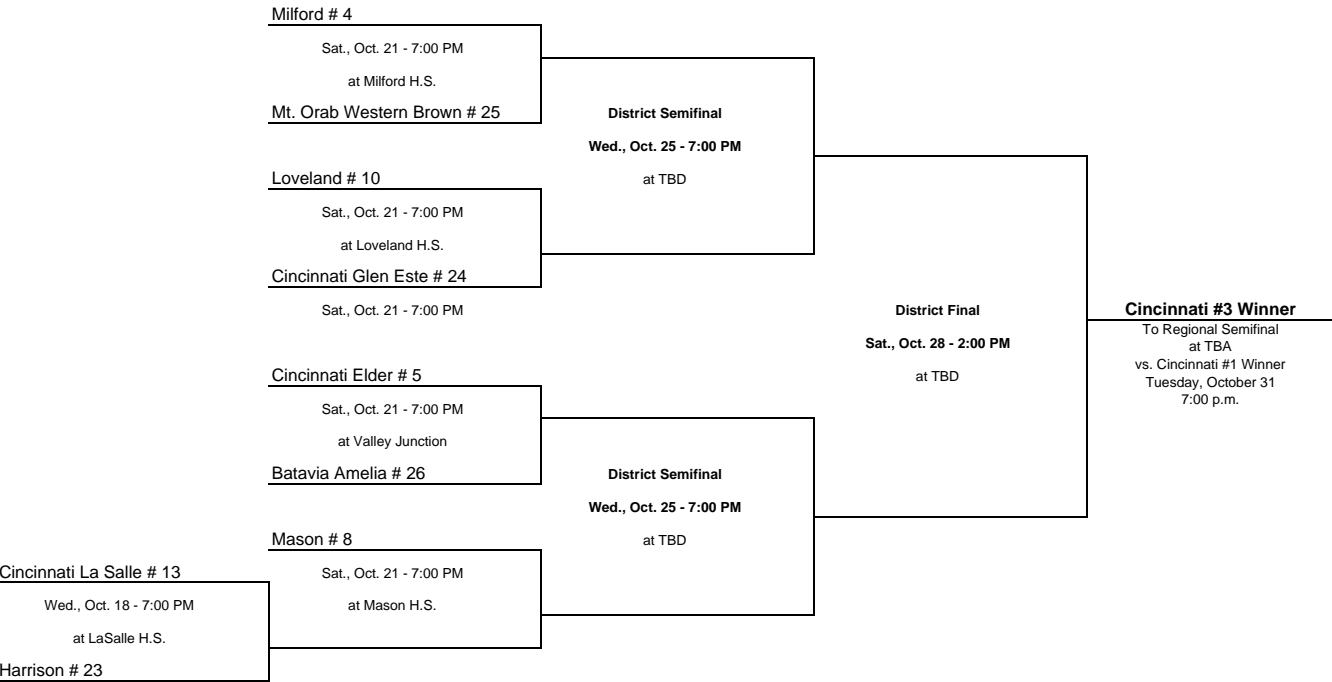 Milford # 4
Sat., Oct. 21 - 7:00 PM
at Milford H.S.
Mt. Orab Western Brown # 25
District Semifinal
Wed., Oct. 25 - 7:00 PM
at TBD
Loveland # 10
Sat., Oct. 21 - 7:00 PM
at Loveland H.S.
Cincinnati Glen Este # 24
Sat., Oct. 21 - 7:00 PM
District Final
Sat., Oct. 28 - 2:00 PM
at TBD
Cincinnati #3 Winner
To Regional Semifinal
at TBA
vs. Cincinnati #1 Winner
Tuesday, October 31
7:00 p.m.
Cincinnati Elder # 5
Sat., Oct. 21 - 7:00 PM
at Valley Junction
Batavia Amelia # 26
District Semifinal
Wed., Oct. 25 - 7:00 PM
at TBD
Mason # 8
Sat., Oct. 21 - 7:00 PM
at Mason H.S.
Cincinnati La Salle # 13
Wed., Oct. 18 - 7:00 PM
at LaSalle H.S.
Harrison # 23